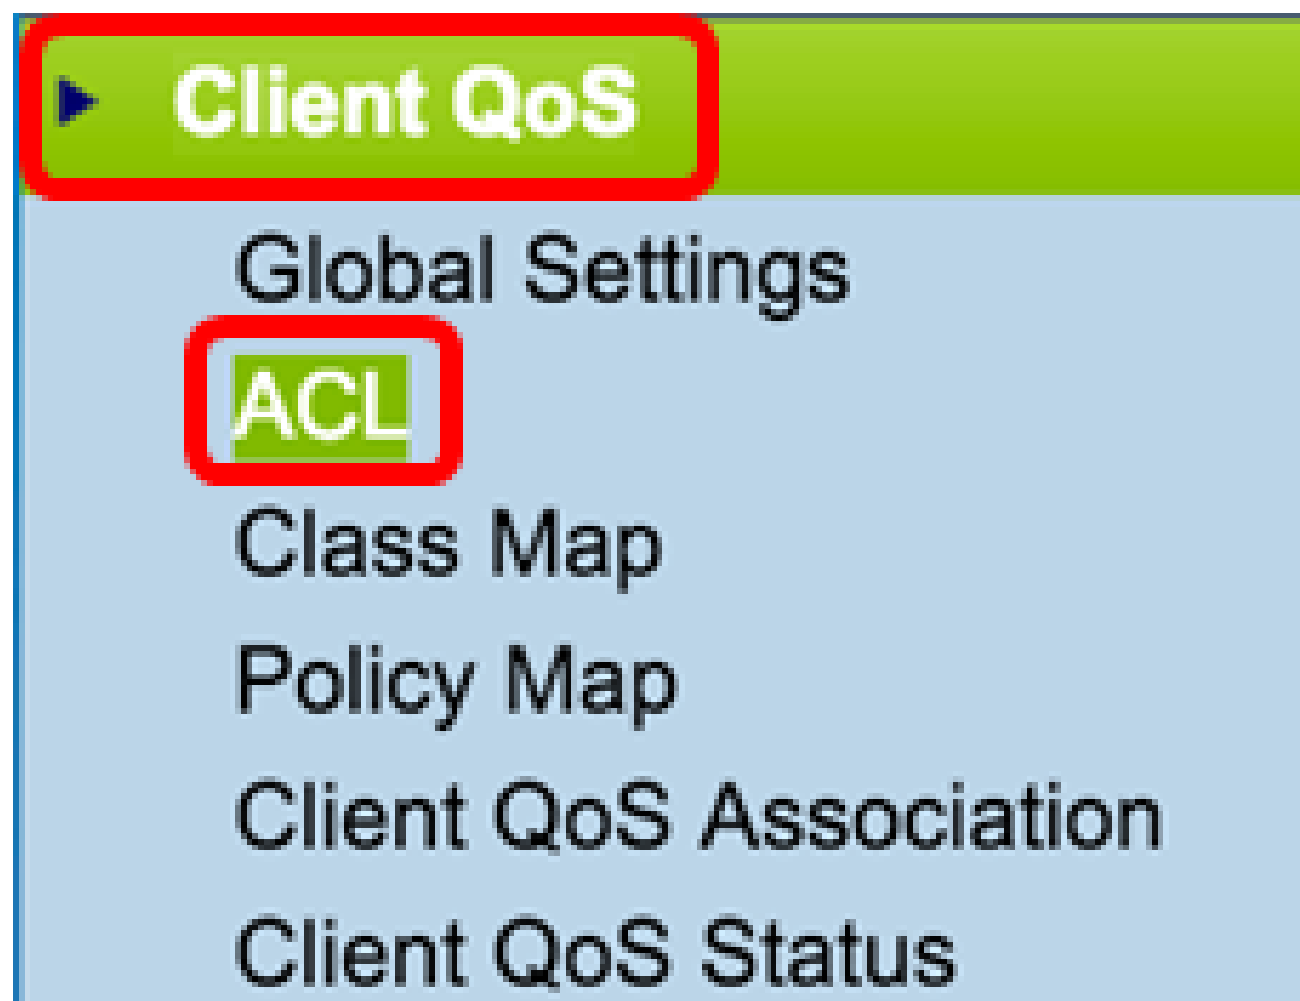 Client QoS
Global Settings
ACL
Class Map
Policy Map
Client QoS Association
Client QoS Status